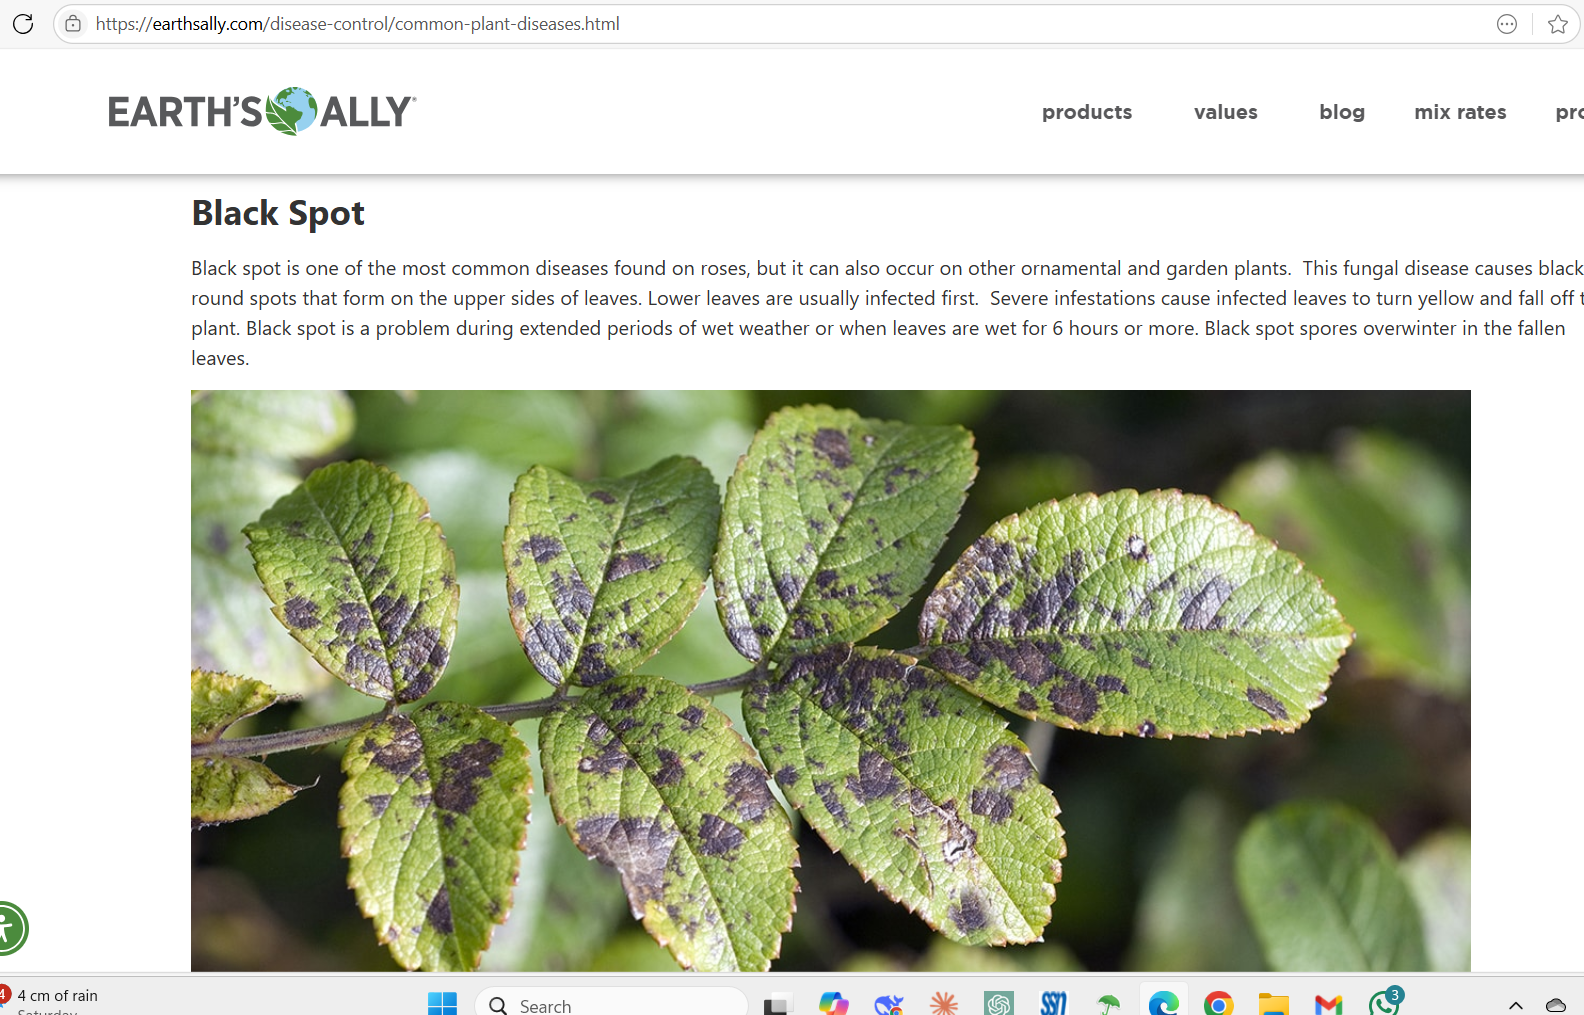 https://earthsally.com/disease-control/common-plant-diseases.html
EARTH'S ALLY®
products values blog mix rates
Black Spot
Black spot is one of the most common diseases found on roses, but it can also occur on other ornamental and garden plants. This fungal disease causes black
round spots that form on the upper sides of leaves. Lower leaves are usually infected first. Severe infestations cause infected leaves to turn yellow and fall off
plant. Black spot is a problem during extended periods of wet weather or when leaves are wet for 6 hours or more. Black spot spores overwinter in the fallen
leaves.
4
4 cm of rain
Saturday
Search
SSN
3